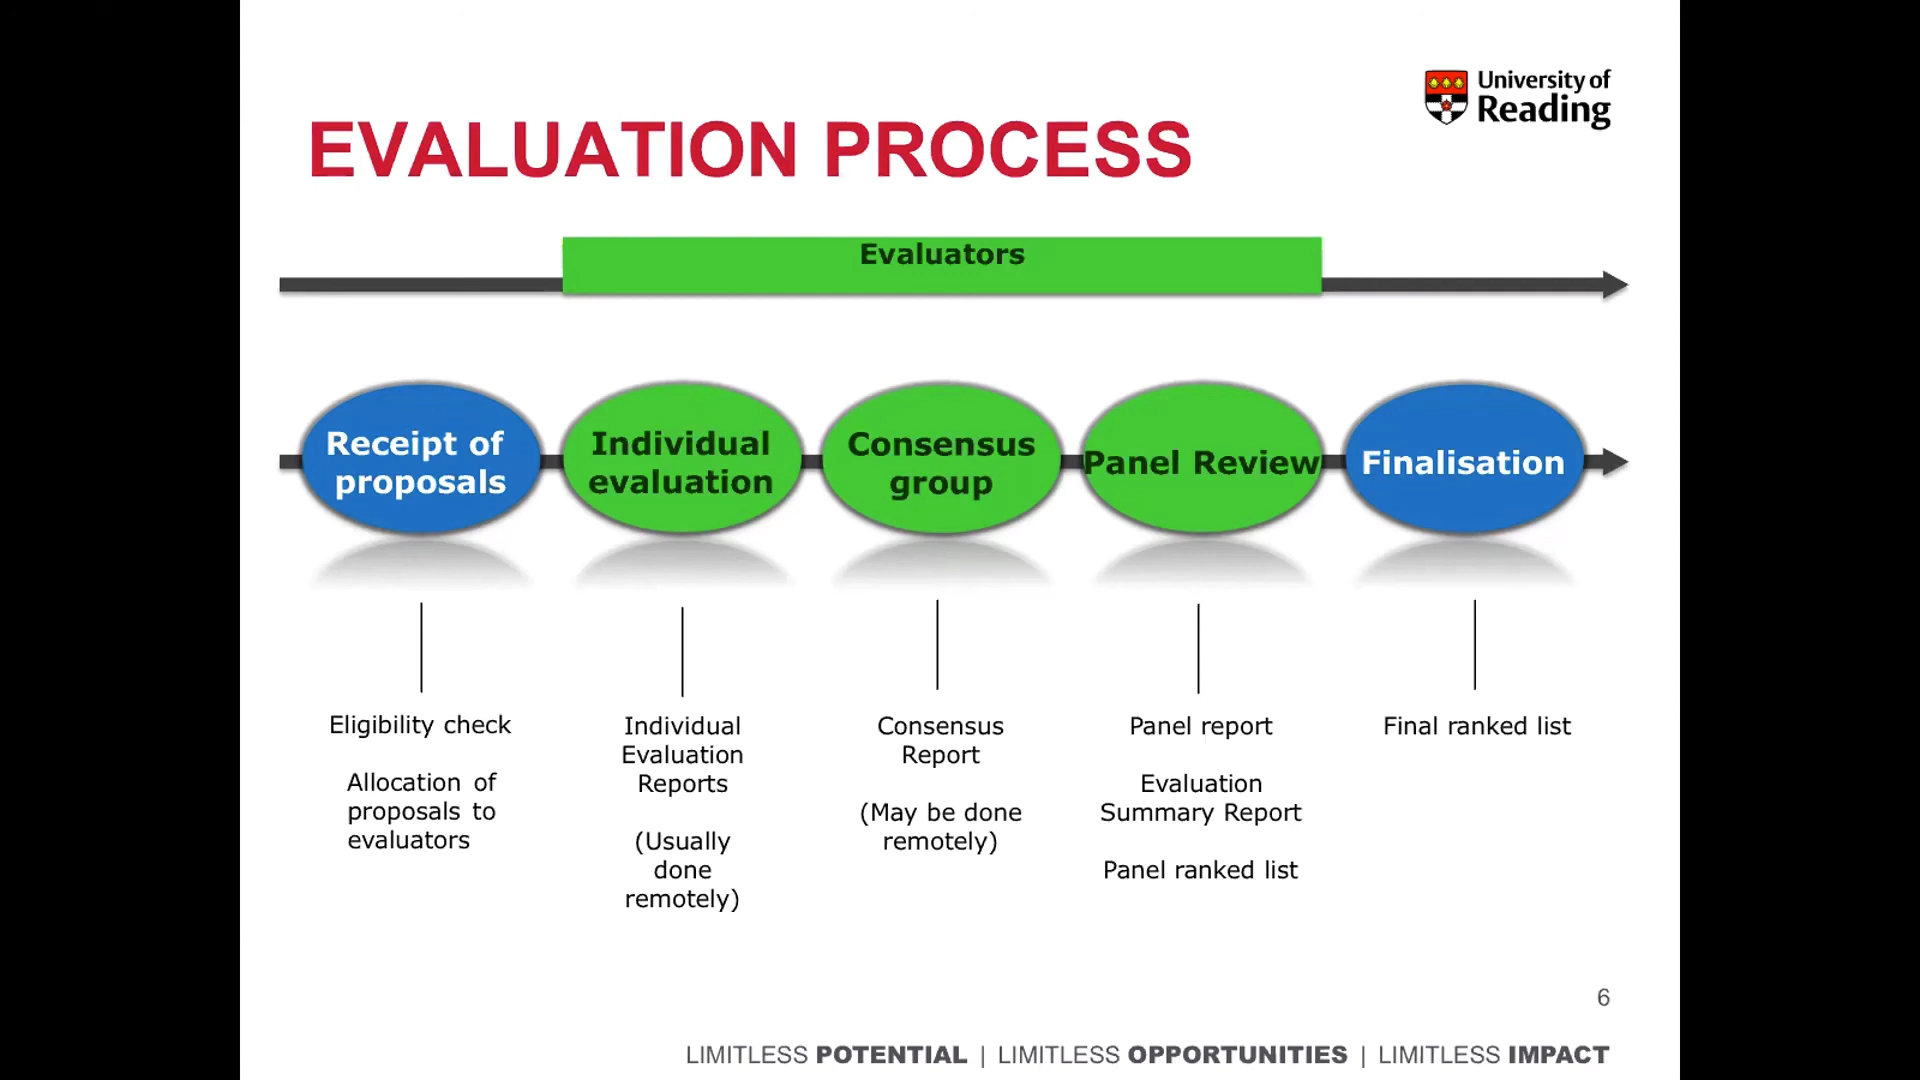 University of
Reading
EVALUATION PROCESS
Evaluators
Receipt of
proposals
Individual
evaluation
Consensus
group
Panel Review
Finalisation
Eligibility check
Allocation of
proposals to
evaluators
Individual
Evaluation
Reports
(Usually
done
remotely)
Consensus
Report
(May be done
remotely)
Panel report
Evaluation
Summary Report
Panel ranked list
Final ranked list
6
LIMITLESS POTENTIAL | LIMITLESS OPPORTUNITIES | LIMITLESS IMPACT